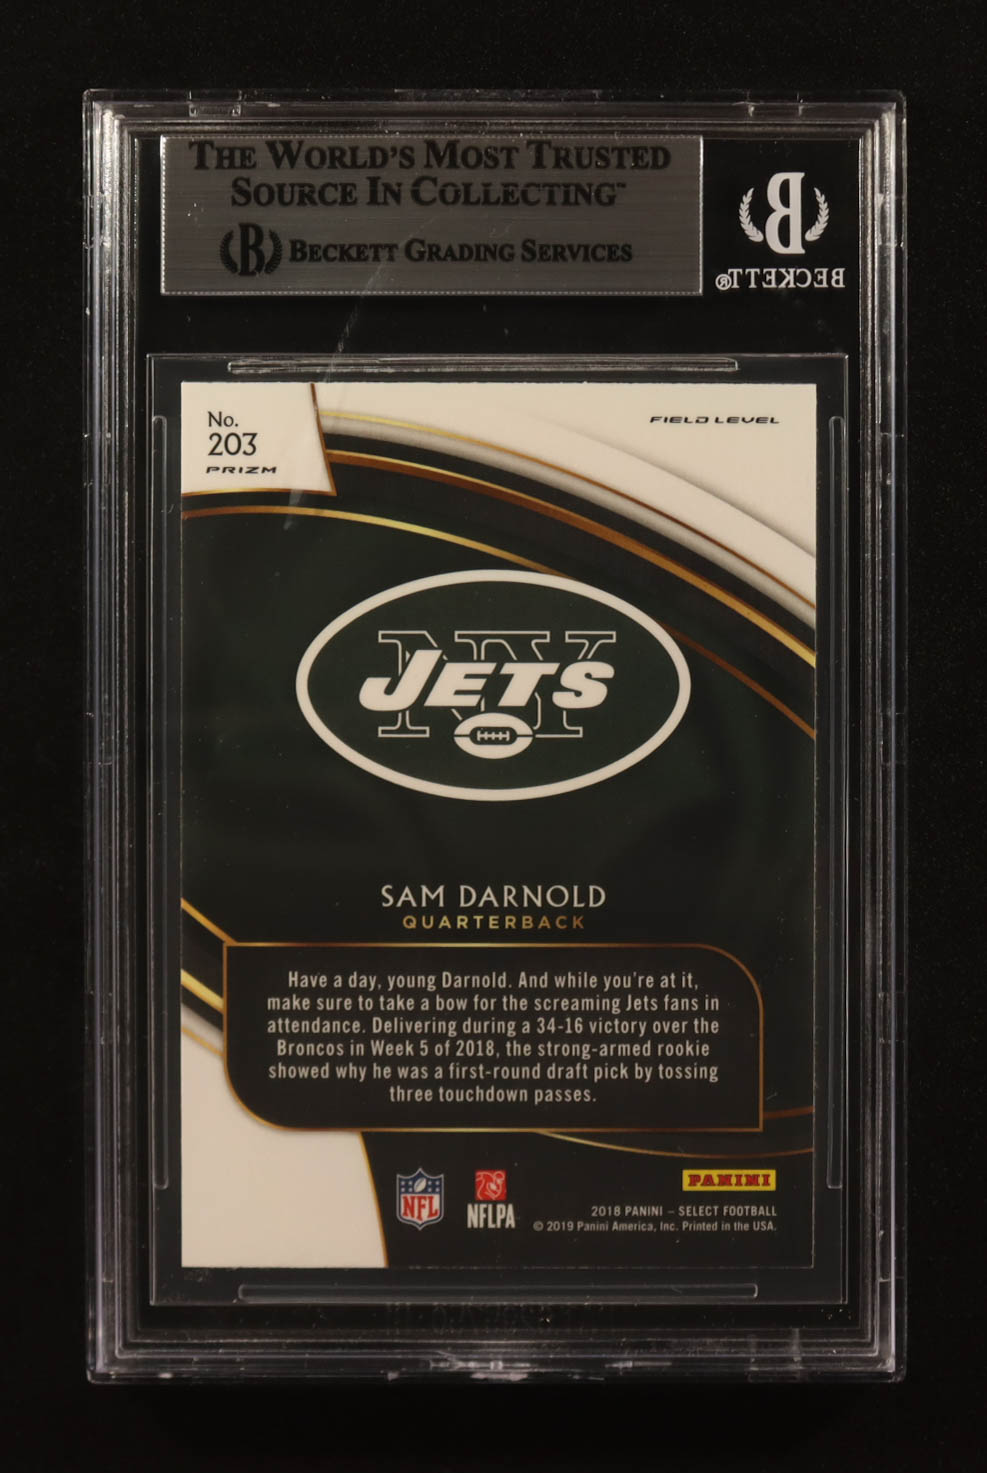 THE WORLD'S MOST TRUSTED
SOURCE IN COLLECTING™
B BECKETT GRADING SERVICES
B
BECKETT®
No.
203
PRIZM
FIELD LEVEL
NY
JETS
SAM DARNOLD
QUARTERBACK
Have a day, young Darnold. And while you're at it,
make sure to take a bow for the screaming Jets fans in
attendance. Delivering during a 34-16 victory over the
Broncos in Week 5 of 2018, the strong-armed rookie
showed why he was a first-round draft pick by tossing
three touchdown passes.
NFL
NFLPA
PANINI
2018 PANINI – SELECT FOOTBALL
© 2019 Panini America, Inc. Printed in the USA.